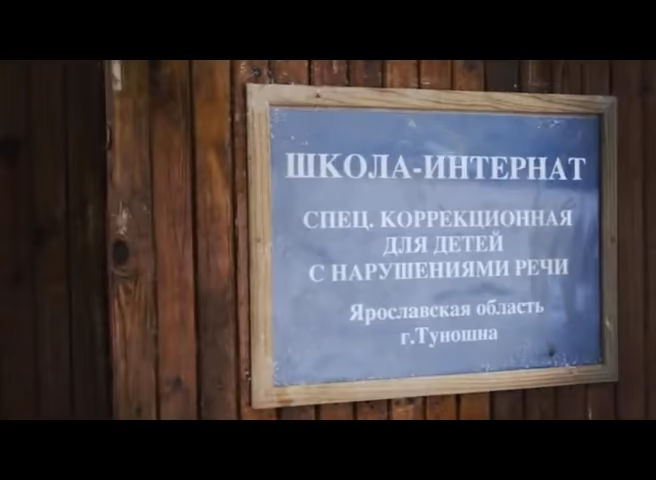 ШКОЛА-ИНТЕРНАТ
СПЕЦ. КОРРЕКЦИОННАЯ
ДЛЯ ДЕТЕЙ
С НАРУШЕНИЯМИ РЕЧИ
Ярославская область
г.Туношна